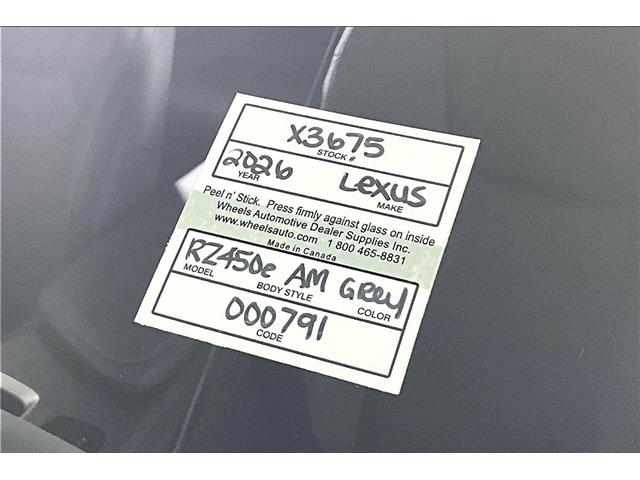 X3675
STOCK #
2026 Lexus
YEAR MAKE
Peel n' Stick. Press firmly against glass on inside
Wheels Automotive Dealer Supplies Inc.
www.wheelsauto.com 1 800 465-8831
Made in Canada
RZ450e AM Grey
MODEL BODY STYLE COLOR
000791
CODE